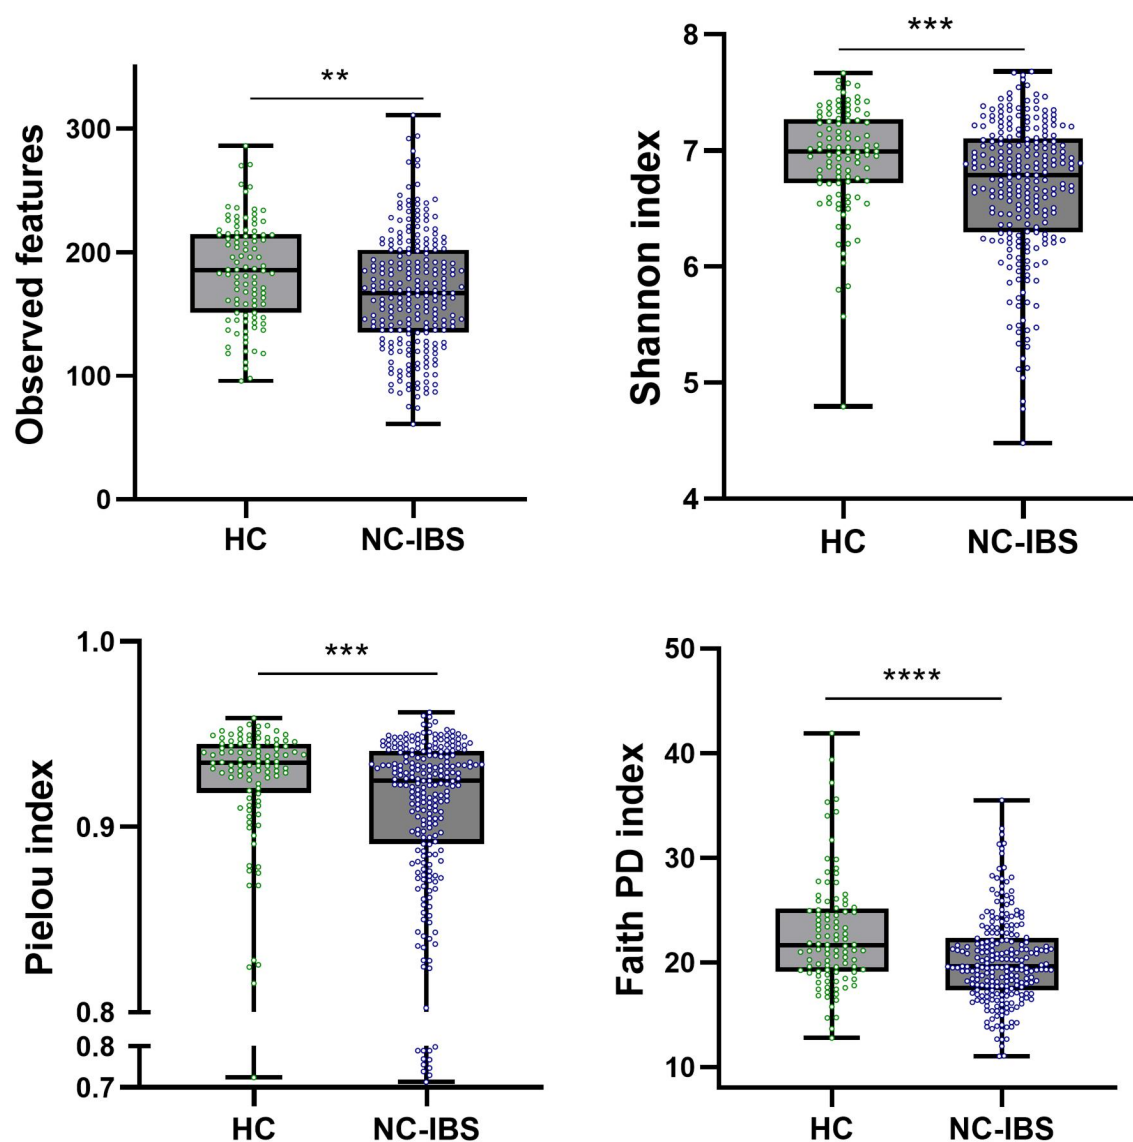 Observed features
**
300
200
100
0
HC NC-IBS
Shannon index
***
8
7
6
5
4
HC NC-IBS
Pielou index
***
1.0
0.9
0.8
0.8
0.7
HC NC-IBS
Faith PD index
****
50
40
30
20
10
HC NC-IBS